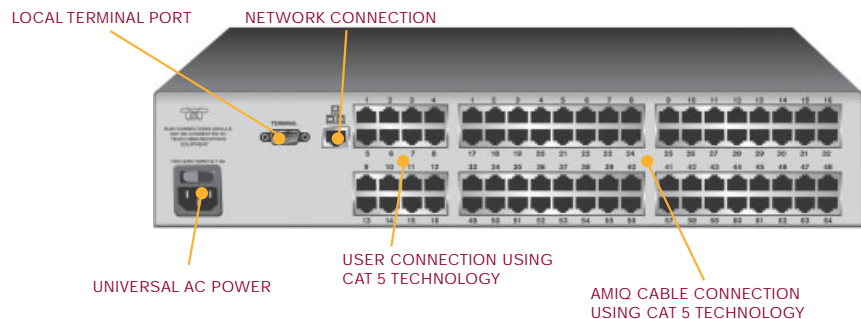 LOCAL TERMINAL PORT
NETWORK CONNECTION
TERMINAL
1 2 3 4
1 2 3 4 5 6 7 8
9 10 11 12 13 14 15 16
5 6 7 8
17 18 19 20 21 22 23 24
25 26 27 28 29 30 31 32
9 10 11 12
33 34 35 36 37 38 39 40
41 42 43 44 45 46 47 48
13 14 15 16
49 50 51 52 53 54 55 56
57 58 59 60 61 62 63 64
UNIVERSAL AC POWER
USER CONNECTION USING
CAT 5 TECHNOLOGY
AMIQ CABLE CONNECTION
USING CAT 5 TECHNOLOGY